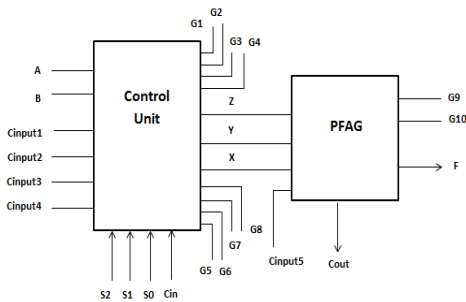 G1
G2
G3
G4
A
B
Cinput1
Cinput2
Cinput3
Cinput4
Control
Unit
Z
Y
X
PFAG
G9
G10
F
G5
G6
G7
G8
S2
S1
S0
Cin
Cinput5
Cout